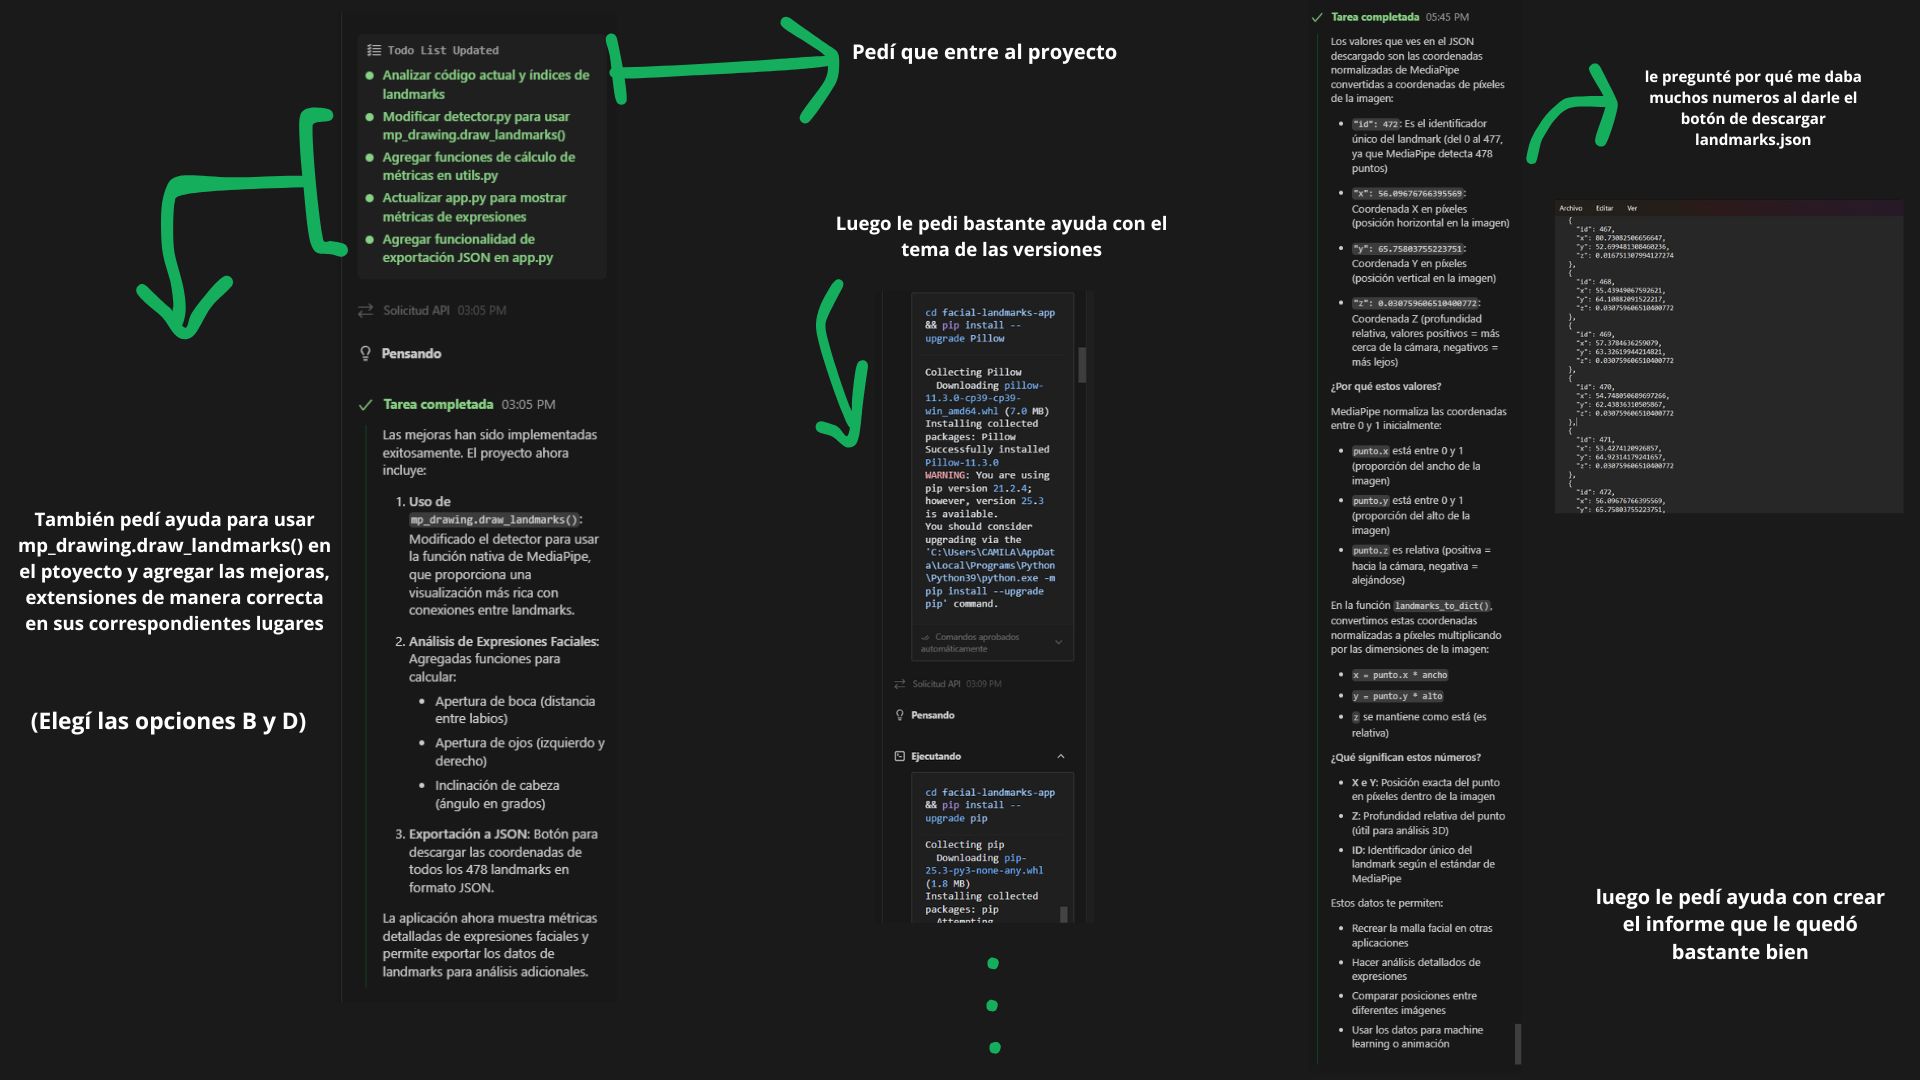 Todo List Updated
Analizar código actual y índices de
landmarks
Modificar detector.py para usar
mp_drawing.draw_landmarks()
Agregar funciones de cálculo de
métricas en utils.py
Actualizar app.py para mostrar
métricas de expresiones
Agregar funcionalidad de
exportación JSON en app.py
Solicitud API 03:05 PM
Pensando
Tarea completada 03:05 PM
Las mejoras han sido implementadas
exitosamente. El proyecto ahora
incluye:
1. Uso de
mp_drawing.draw_landmarks():
Modificado el detector para usar
la función nativa de MediaPipe,
que proporciona una
visualización más rica con
conexiones entre landmarks.
2. Análisis de Expresiones Faciales:
Agregadas funciones para
calcular:
• Apertura de boca (distancia
entre labios)
• Apertura de ojos (izquierdo y
derecho)
• Inclinación de cabeza
(ángulo en grados)
3. Exportación a JSON: Botón para
descargar las coordenadas de
todos los 478 landmarks en
formato JSON.
La aplicación ahora muestra métricas
detalladas de expresiones faciales y
permite exportar los datos de
landmarks para análisis adicionales.
También pedí ayuda para usar
mp_drawing.draw_landmarks() en
el ptoyecto y agregar las mejoras,
extensiones de manera correcta
en sus correspondientes lugares
(Elegí las opciones B y D)
Pedí que entre al proyecto
Luego le pedi bastante ayuda con el
tema de las versiones
cd facial-landmarks-app
&& pip install --
upgrade Pillow
Collecting Pillow
Downloading pillow-
11.3.0-cp39-cp39-
win_amd64.whl (7.0 MB)
Installing collected
packages: Pillow
Successfully installed
Pillow-11.3.0
WARNING: You are using
pip version 21.2.4;
however, version 25.3
is available.
You should consider
upgrading via the
'C:\Users\CAMILA\AppDat
a\Local\Programs\Python
\Python39\python.exe -m
pip install --upgrade
pip' command.
Comandos aprobados
automáticamente
Solicitud API 03:09 PM
Pensando
Ejecutando
cd facial-landmarks-app
&& pip install --
upgrade pip
Collecting pip
Downloading pip-
25.3-py3-none-any.whl
(1.8 MB)
Installing collected
packages: pip
Attempting
Tarea completada 05:45 PM
Los valores que ves en el JSON
descargado son las coordenadas
normalizadas de MediaPipe
convertidas a coordenadas de píxeles
de la imagen:
• "id": 472: Es el identificador
único del landmark (del 0 al 477,
ya que MediaPipe detecta 478
puntos)
• "x": 56.09676766395569:
Coordenada X en píxeles
(posición horizontal en la imagen)
• "y": 65.75803755223751:
Coordenada Y en píxeles
(posición vertical en la imagen)
• "z": 0.030759606510400772:
Coordenada Z (profundidad
relativa, valores positivos = más
cerca de la cámara, negativos =
más lejos)
¿Por qué estos valores?
MediaPipe normaliza las coordenadas
entre 0 y 1 inicialmente:
• punto.x está entre 0 y 1
(proporción del ancho de la
imagen)
• punto.y está entre 0 y 1
(proporción del alto de la
imagen)
• punto.z es relativa (positiva =
hacia la cámara, negativa =
alejándose)
En la función landmarks_to_dict(),
convertimos estas coordenadas
normalizadas a píxeles multiplicando
por las dimensiones de la imagen:
• x = punto.x * ancho
• y = punto.y * alto
• z se mantiene como está (es
relativa)
¿Qué significan estos números?
• X e Y: Posición exacta del punto
en píxeles dentro de la imagen
• Z: Profundidad relativa del punto
(útil para análisis 3D)
• ID: Identificador único del
landmark según el estándar de
MediaPipe
Estos datos te permiten:
• Recrear la malla facial en otras
aplicaciones
• Hacer análisis detallados de
expresiones
• Comparar posiciones entre
diferentes imágenes
• Usar los datos para machine
learning o animación
le pregunté por qué me daba
muchos numeros al darle el
botón de descargar
landmarks.json
Archivo Editar Ver
{
"id": 467,
"x": 80.73082506656647,
"y": 52.699481308460236,
"z": 0.016751307994127274
},
{
"id": 468,
"x": 55.43949067592621,
"y": 64.10882091522217,
"z": 0.030759606510400772
},
{
"id": 469,
"x": 57.3784636259079,
"y": 63.32619944214821,
"z": 0.030759606510400772
},
{
"id": 470,
"x": 54.748050689697266,
"y": 62.43836310505867,
"z": 0.030759606510400772
},
{
"id": 471,
"x": 53.4274120926857,
"y": 64.92314179241657,
"z": 0.030759606510400772
},
{
"id": 472,
"x": 56.09676766395569,
"y": 65.75803755223751,
luego le pedí ayuda con crear
el informe que le quedó
bastante bien